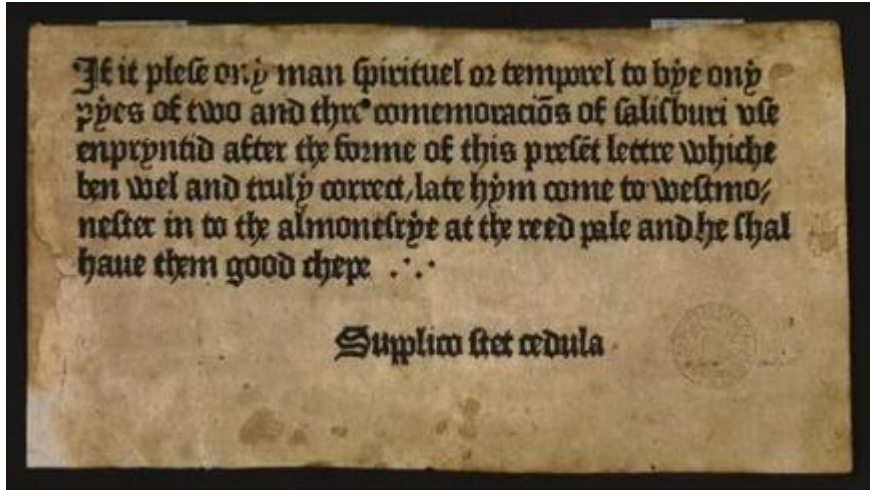 If it plese ony man spirituel or temporel to bye ony
pyes of two and thre comemoraciõs of salisburi vse
enpryntid after the forme of this presẽt lettre whiche
ben wel and truly correct, late hym come to westmo/
nester in to the almonesrye at the reed pale and he shal
haue them good chepe .·.·
Supplico stet cedula